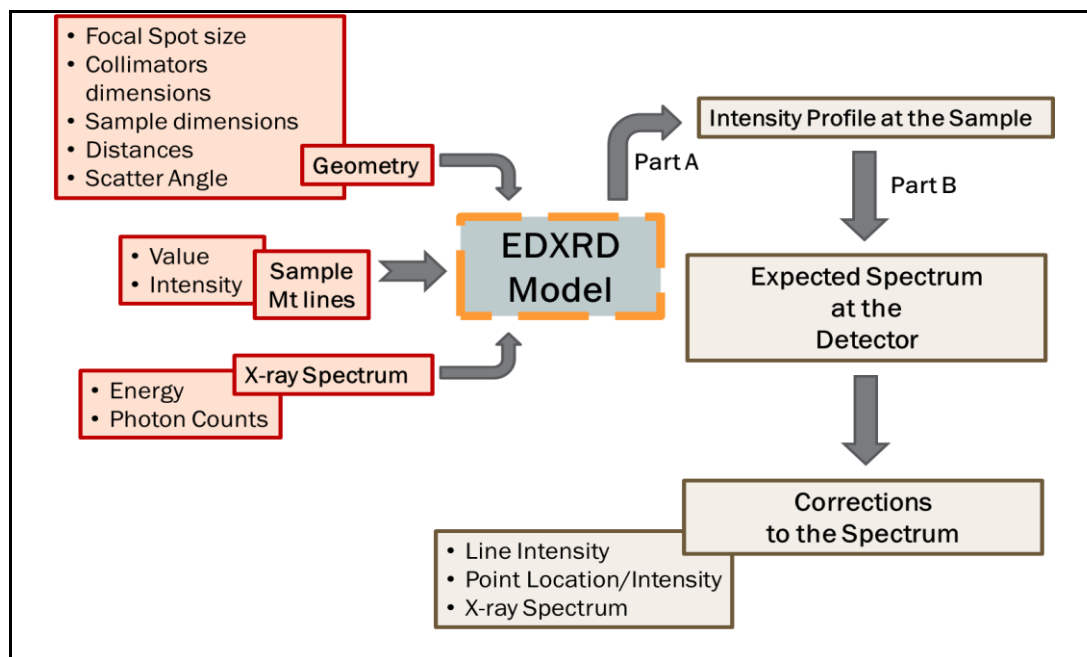 • Focal Spot size
• Collimators
dimensions
• Sample dimensions
• Distances
• Scatter Angle
Geometry
• Value
• Intensity
Sample
Mt lines
X-ray Spectrum
• Energy
• Photon Counts
EDXRD
Model
Part A
Intensity Profile at the Sample
Part B
Expected Spectrum
at the
Detector
Corrections
to the Spectrum
• Line Intensity
• Point Location/Intensity
• X-ray Spectrum